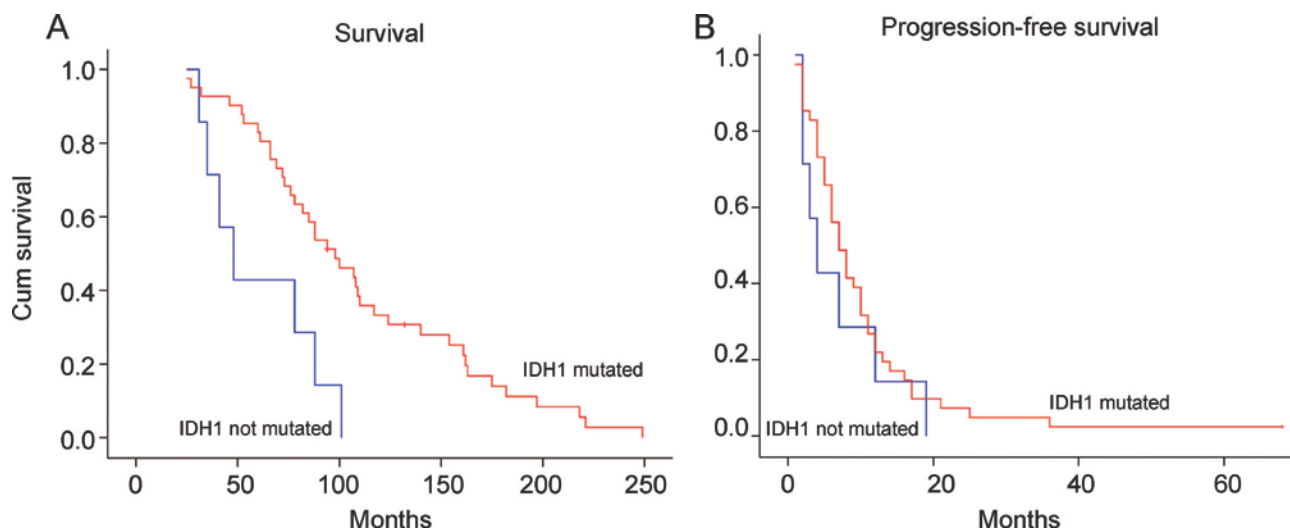 A
Survival
Cum survival
1.0
0.8
0.6
0.4
0.2
0.0
IDH1 mutated
IDH1 not mutated
0 50 100 150 200 250
Months
B
Progression-free survival
1.0
0.8
0.6
0.4
0.2
0.0
IDH1 mutated
IDH1 not mutated
0 20 40 60
Months